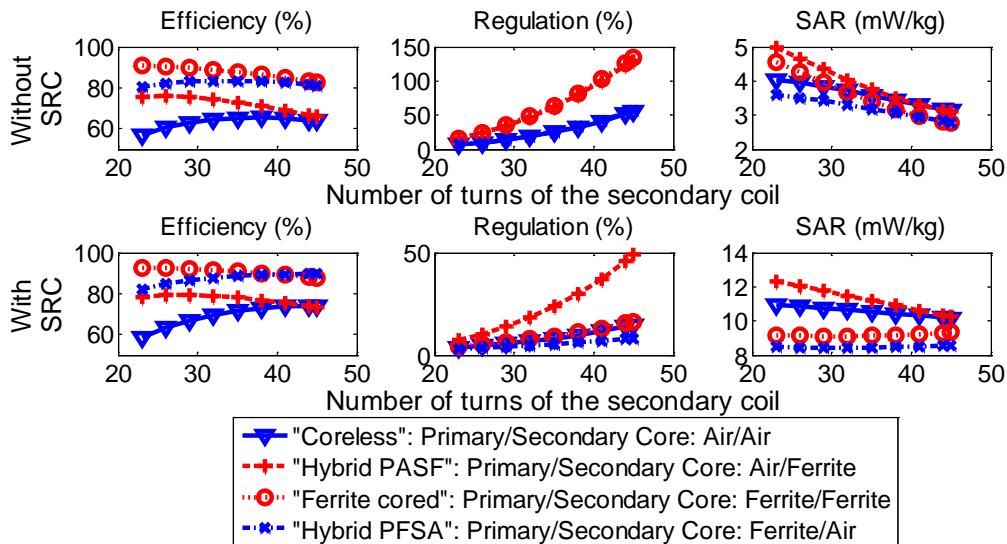 Efficiency (%) Regulation (%) SAR (mW/kg)
Without
SRC
100
80
60
20 30 40 50
150
100
50
0
20 30 40 50
5
4
3
2
20 30 40 50
Number of turns of the secondary coil
Efficiency (%) Regulation (%) SAR (mW/kg)
With
SRC
100
80
60
20 30 40 50
50
0
20 30 40 50
14
12
10
8
20 30 40 50
Number of turns of the secondary coil
"Coreless": Primary/Secondary Core: Air/Air
"Hybrid PASF": Primary/Secondary Core: Air/Ferrite
"Ferrite cored": Primary/Secondary Core: Ferrite/Ferrite
"Hybrid PFSA": Primary/Secondary Core: Ferrite/Air